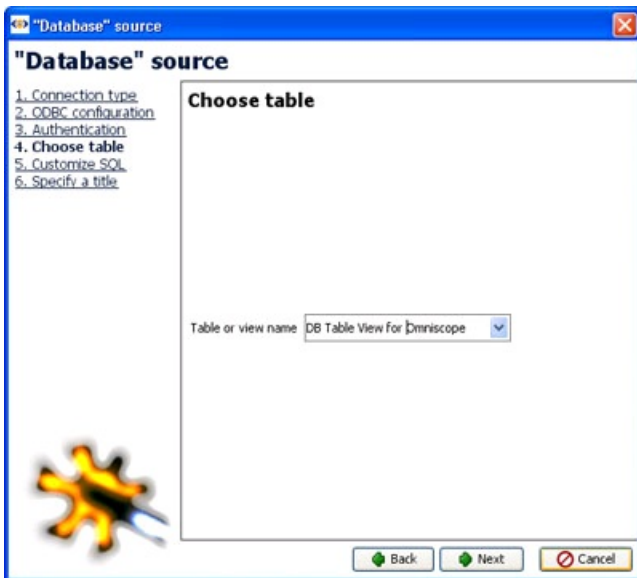 "Database" source
"Database" source
1. Connection type
2. ODBC configuration
3. Authentication
4. Choose table
5. Customize SQL
6. Specify a title
Choose table
Table or view name DB Table View for Omniscope
Back Next Cancel